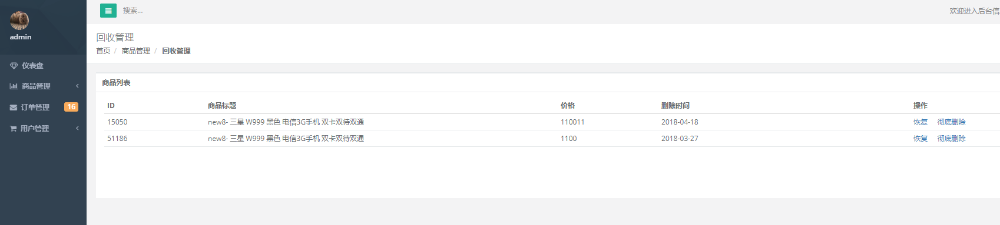 搜索...
欢迎进入后台信
admin
回收管理
首页 / 商品管理 / 回收管理
仪表盘
商品管理
订单管理 16
用户管理
商品列表
ID 商品标题 价格 删除时间 操作
15050 new8- 三星 W999 黑色 电信3G手机 双卡双待双通 110011 2018-04-18 恢复 彻底删除
51186 new8- 三星 W999 黑色 电信3G手机 双卡双待双通 1100 2018-03-27 恢复 彻底删除